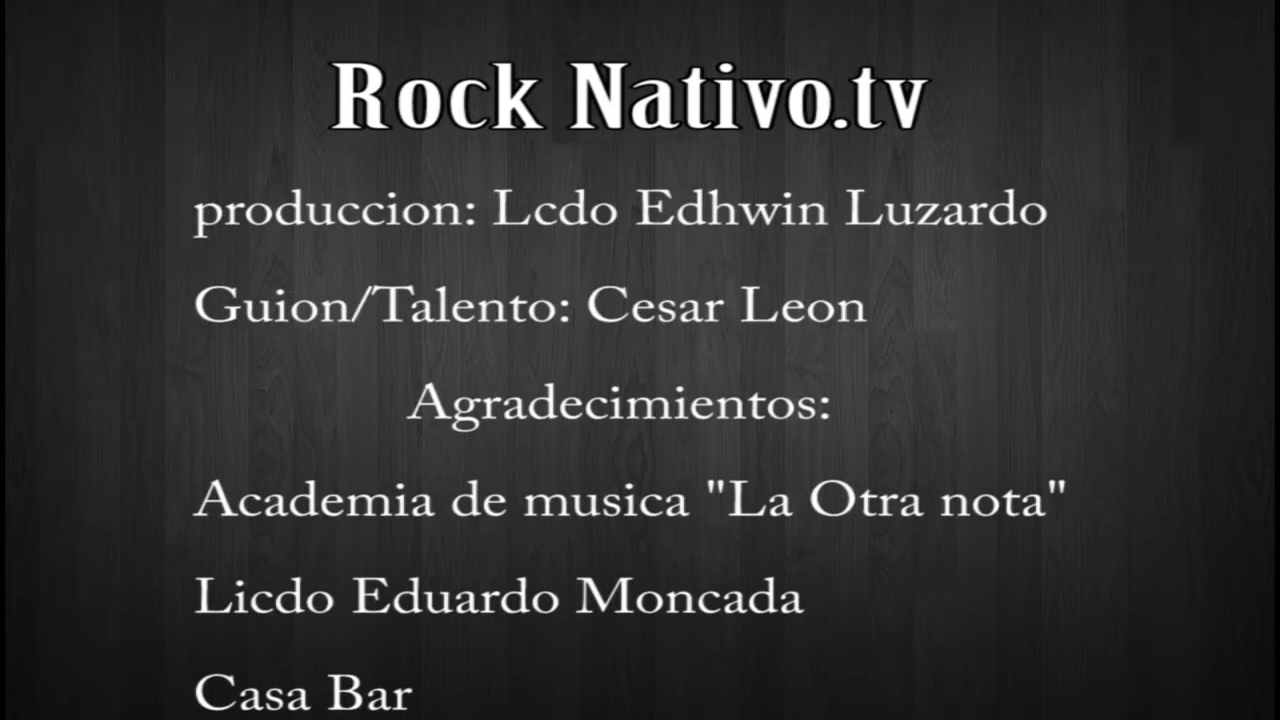 Rock Nativo.tv
produccion: Lcdo Edhwin Luzardo
Guion/Talento: Cesar Leon
Agradecimientos:
Academia de musica "La Otra nota"
Licdo Eduardo Moncada
Casa Bar